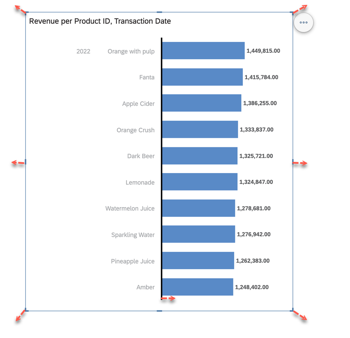 Revenue per Product ID, Transaction Date
2022 Orange with pulp 1,449,815.00
Fanta 1,415,784.00
Apple Cider 1,386,255.00
Orange Crush 1,333,837.00
Dark Beer 1,325,721.00
Lemonade 1,324,847.00
Watermelon Juice 1,278,681.00
Sparkling Water 1,276,942.00
Pineapple Juice 1,262,383.00
Amber 1,248,402.00